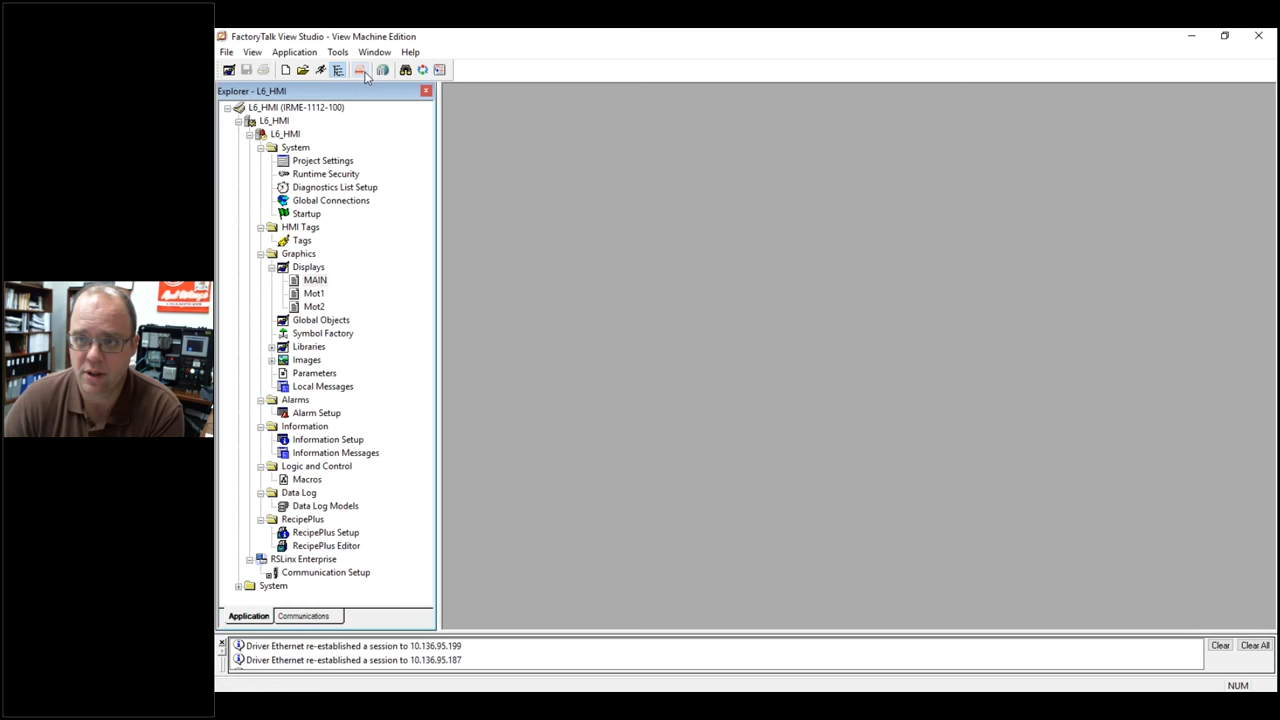 FactoryTalk View Studio - View Machine Edition
File View Application Tools Window Help
Explorer - L6_HMI
L6_HMI (IRME-1112-100)
L6_HMI
L6_HMI
System
Project Settings
Runtime Security
Diagnostics List Setup
Global Connections
Startup
HMI Tags
Tags
Graphics
Displays
MAIN
Mot1
Mot2
Global Objects
Symbol Factory
Libraries
Images
Parameters
Local Messages
Alarms
Alarm Setup
Information
Information Setup
Information Messages
Logic and Control
Macros
Data Log
Data Log Models
RecipePlus
RecipePlus Setup
RecipePlus Editor
RSLinx Enterprise
Communication Setup
System
Application Communications
Driver Ethernet re-established a session to 10.136.95.199
Driver Ethernet re-established a session to 10.136.95.187
Clear Clear All
NUM